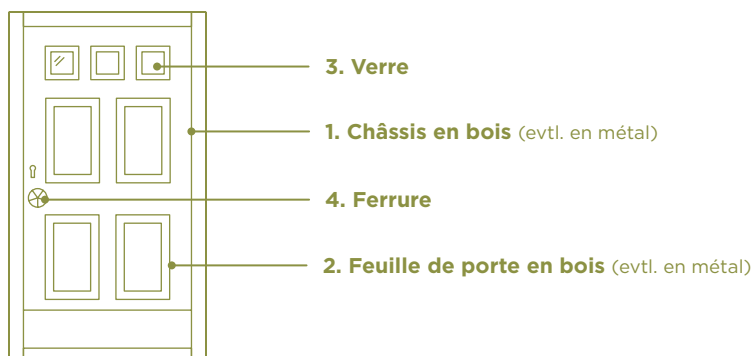 3. Verre
1. Châssis en bois (evtl. en métal)
4. Ferrure
2. Feuille de porte en bois (evtl. en métal)